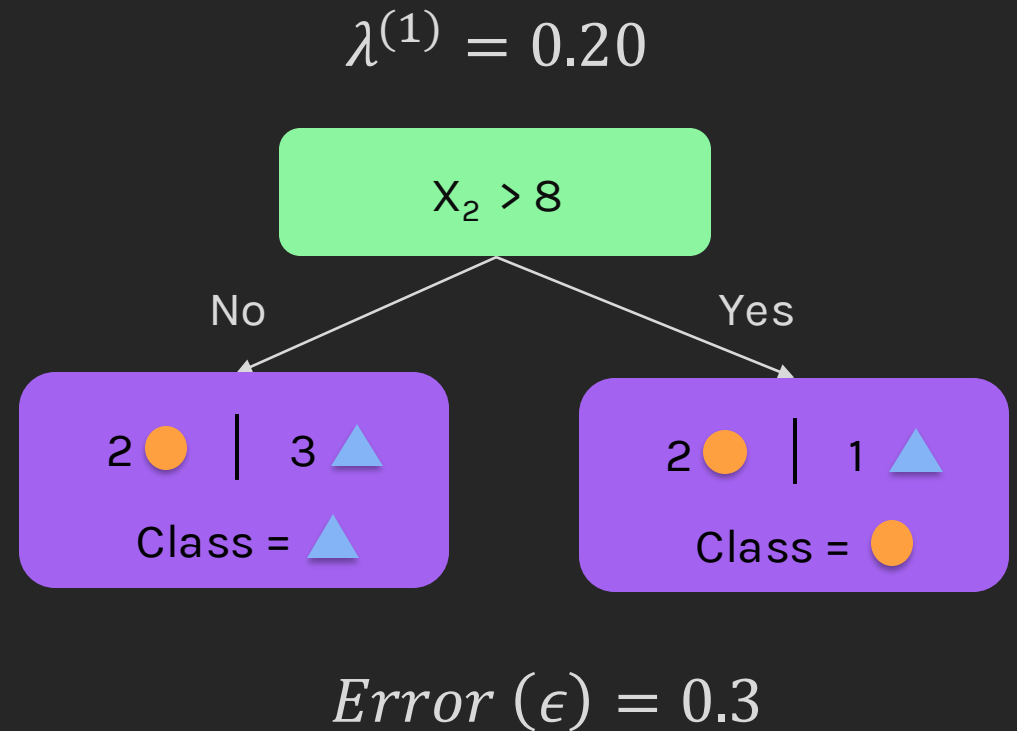 λ⁽¹⁾ = 0.20
X₂ > 8
No
Yes
2 | 3
Class =
2 | 1
Class =
Error (ϵ) = 0.3